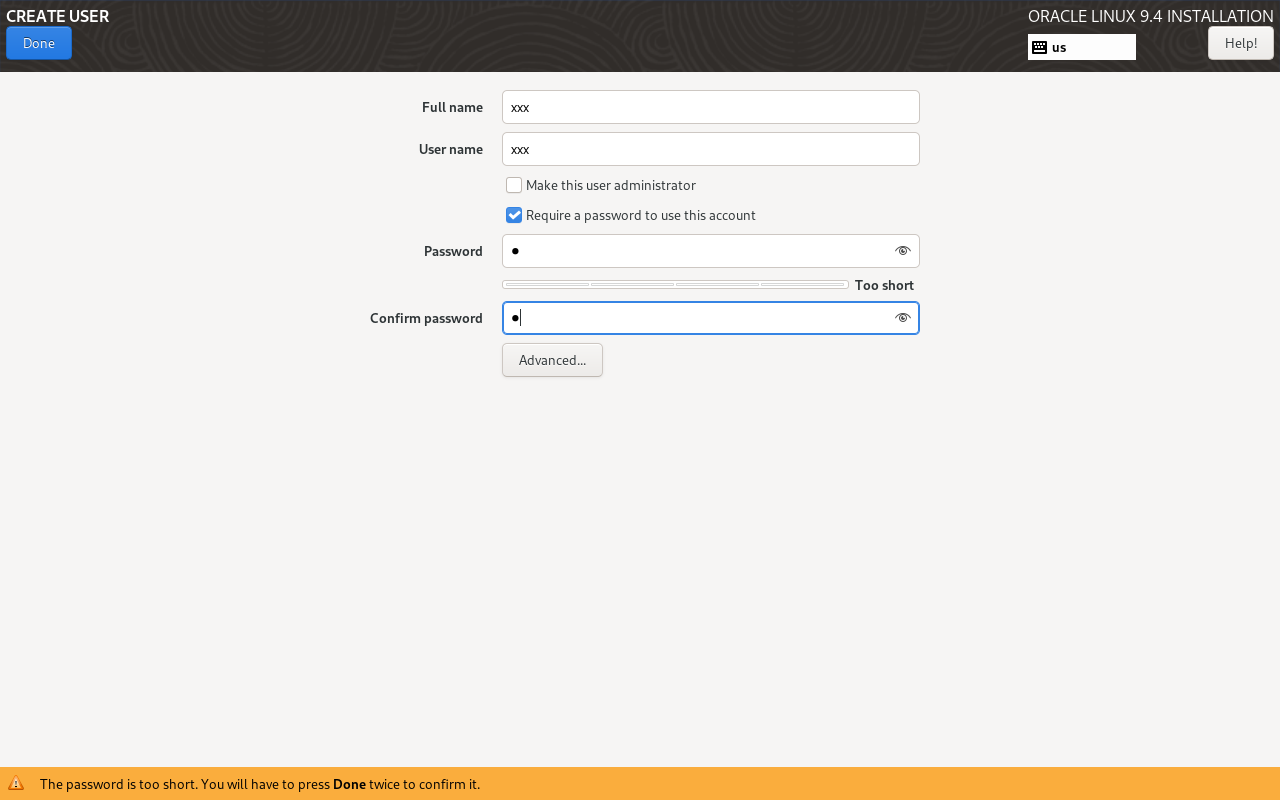 CREATE USER
ORACLE LINUX 9.4 INSTALLATION
Done
us
Help!
Full name
xxx
User name
xxx
Make this user administrator
Require a password to use this account
Password
●
Too short
Confirm password
●
Advanced...
The password is too short. You will have to press Done twice to confirm it.